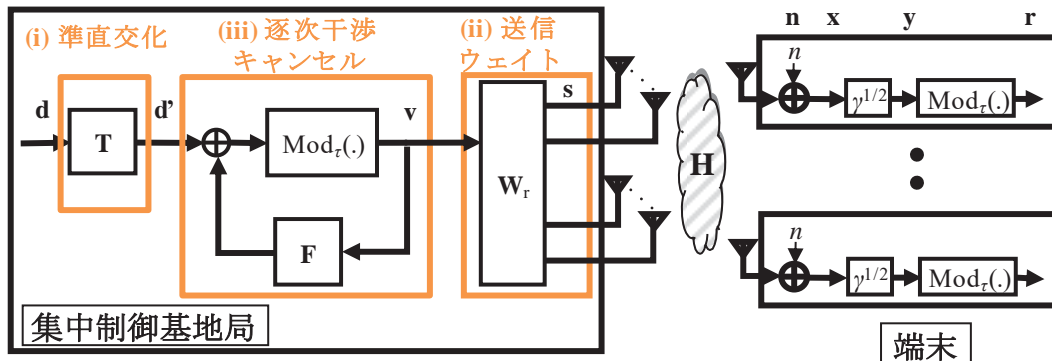 (i) 準直交化
(iii) 逐次干渉
キャンセル
(ii) 送信
ウェイト
d
T
d'
Mod_τ(.)
v
F
W_r
s
集中制御基地局
H
n x y r
n
γ^{1/2}
Mod_τ(.)
n
γ^{1/2}
Mod_τ(.)
端末